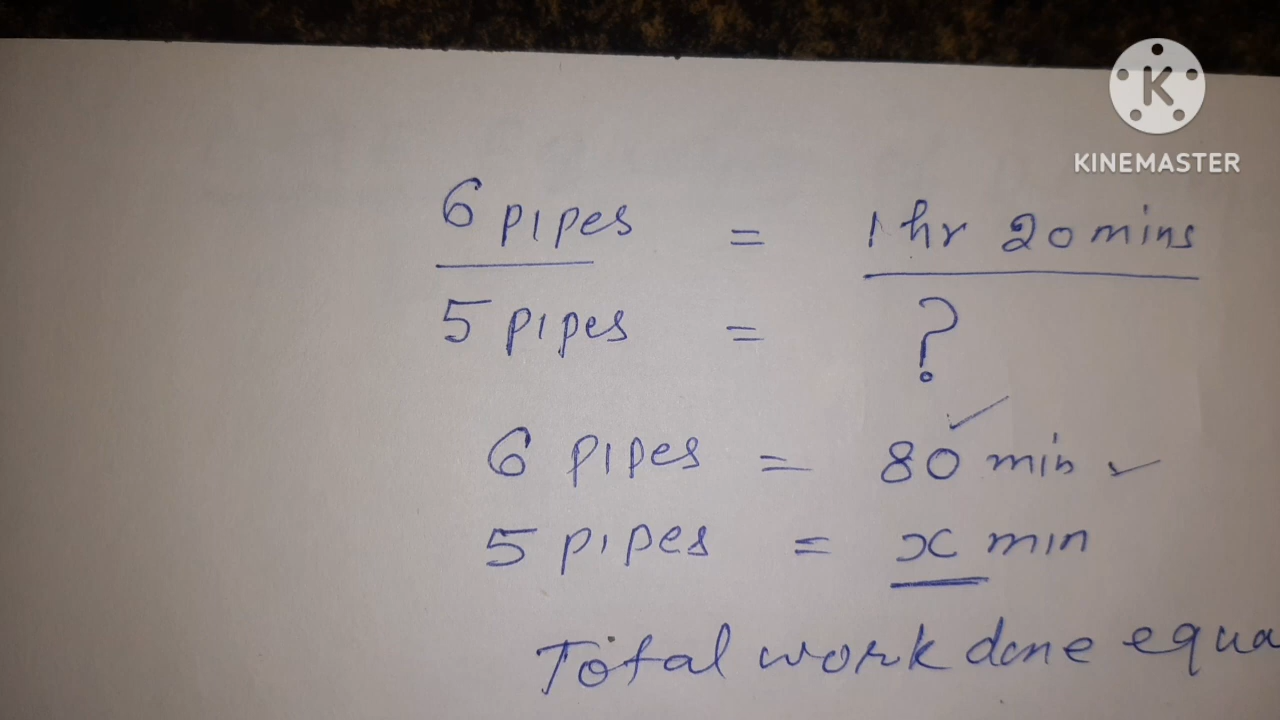 K
KINEMASTER
6 pipes = 1 hr 20 mins
5 pipes = ?
6 pipes = 80 min
5 pipes = x min
Total work done equa